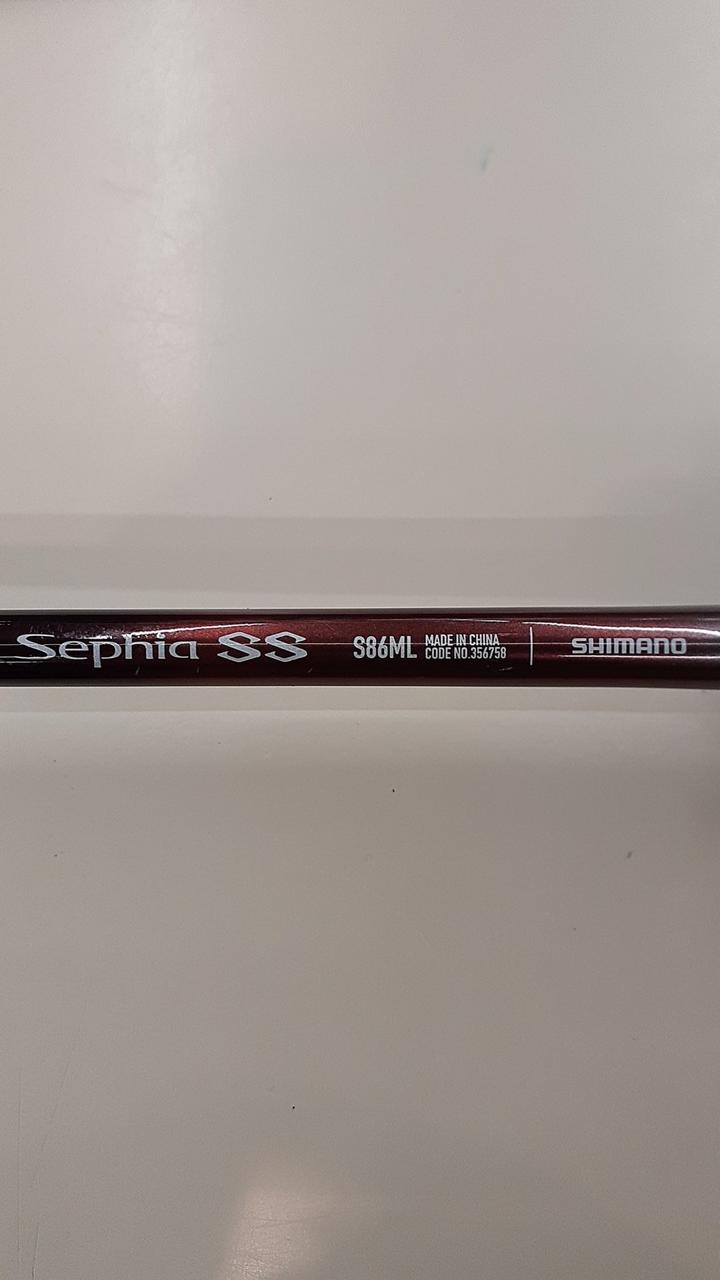 Sephia SS S86ML MADE IN CHINA SHIMANO
CODE NO.356758